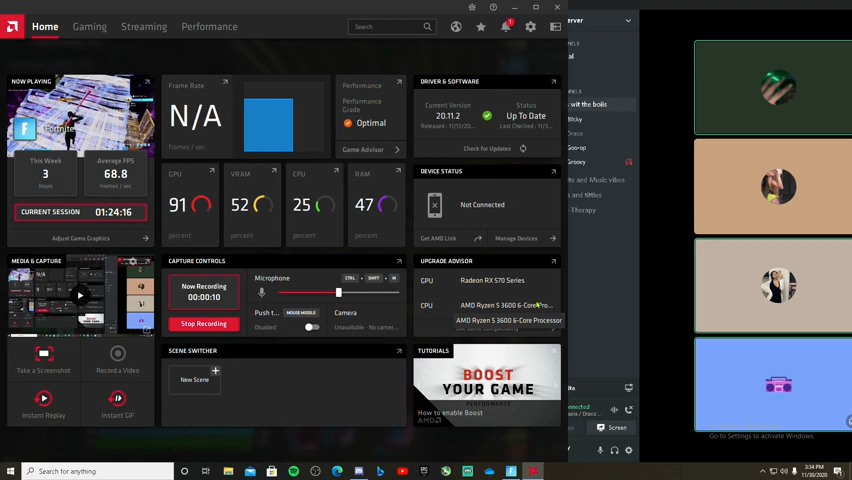 Home
Gaming
Streaming
Performance
Search
1
NOW PLAYING
Fortnite
This Week
3
hours
Average FPS
68.8
frames / sec
CURRENT SESSION 01:24:16
Adjust Game Graphics
Frame Rate
N/A
frames / sec
Performance
Performance
Grade
Optimal
Game Advisor
DRIVER & SOFTWARE
Current Version
20.11.2
Status
Up To Date
Check for Updates
GPU
91
percent
VRAM
52
percent
CPU
25
percent
RAM
47
percent
DEVICE STATUS
Not Connected
Get AMD Link
Manage Devices
MEDIA & CAPTURE
Take a Screenshot
Record a Video
Instant Replay
Instant GIF
CAPTURE CONTROLS
Now Recording
00:00:10
Stop Recording
Microphone
CTRL + SHIFT + M
MOUSE MIDDLE
Disabled
Camera
Unavailable - No camer...
UPGRADE ADVISOR
GPU
Radeon RX 570 Series
CPU
AMD Ryzen 5 3600 6-Core Pro...
AMD Ryzen 5 3600 6-Core Processor
SCENE SWITCHER
New Scene
TUTORIALS
BOOST
YOUR GAME
How to enable Boost
AMD
erver
wit the boiis
Draco
Goo-op
Groovy
Screen
Go to Settings to activate Windows.
Search for anything
3:34 PM
11/30/2020